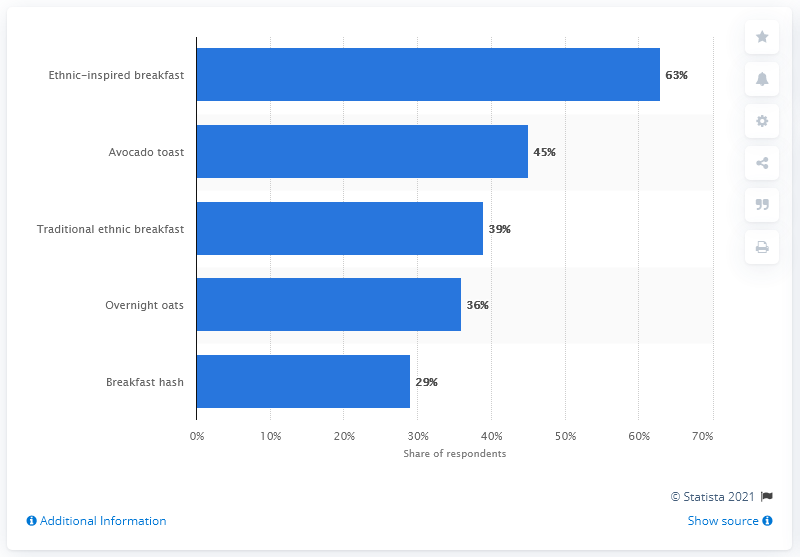 Ethnic-inspired breakfast
63%
Avocado toast
45%
Traditional ethnic breakfast
39%
Overnight oats
36%
Breakfast hash
29%
0% 10% 20% 30% 40% 50% 60% 70%
Share of respondents
© Statista 2021
Additional Information
Show source